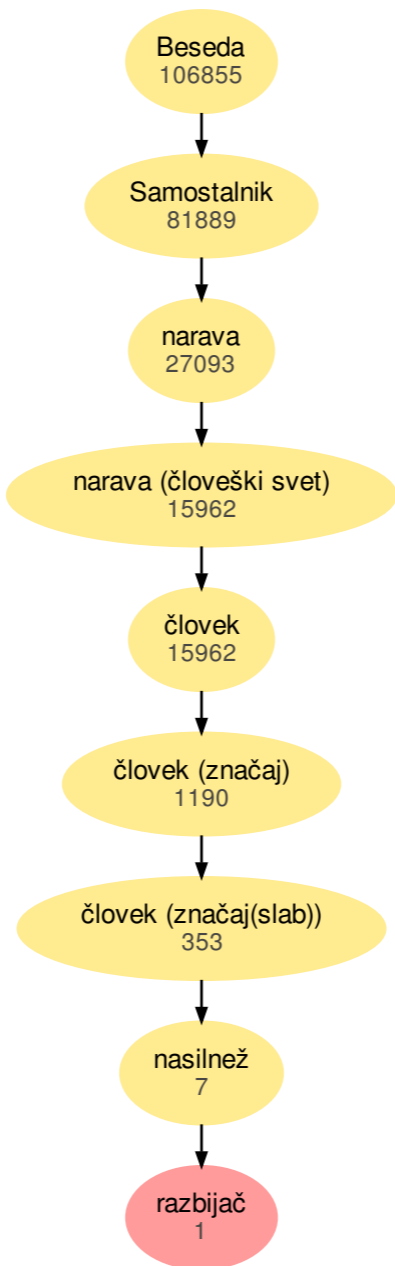 Beseda
106855
Samostalnik
81889
narava
27093
narava (človeški svet)
15962
človek
15962
človek (značaj)
1190
človek (značaj(slab))
353
nasilnež
7
razbijač
1